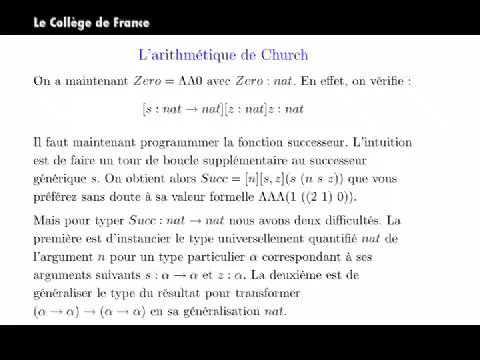 Le Collège de France
L'arithmétique de Church
On a maintenant Zero = ΛΛ0 avec Zero : nat. En effet, on vérifie :
[s : nat → nat][z : nat]z : nat
Il faut maintenant programmmer la fonction successeur. L'intuition
est de faire un tour de boucle supplémentaire au successeur
générique s. On obtient alors Succ = [n][s, z](s (n s z)) que vous
préférez sans doute à sa valeur formelle ΛΛΛ(1 ((2 1) 0)).
Mais pour typer Succ : nat → nat nous avons deux difficultés. La
première est d'instancier le type universellement quantifié nat de
l'argument n pour un type particulier α correspondant à ses
arguments suivants s : α → α et z : α. La deuxième est de
généraliser le type du résultat pour transformer
(α → α) → (α → α) en sa généralisation nat.